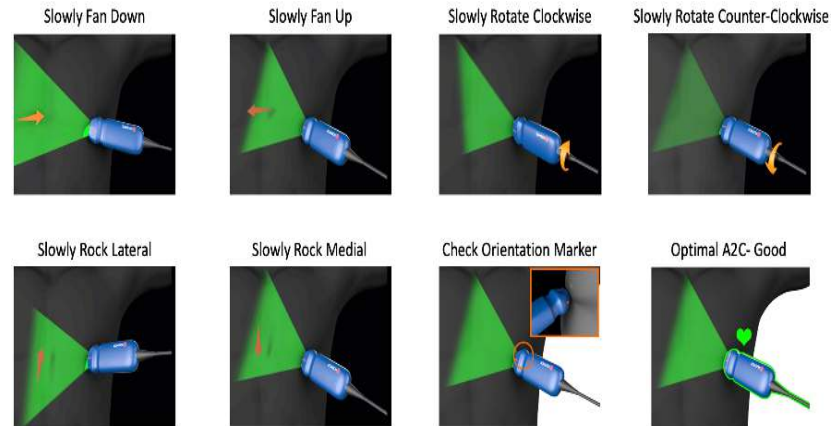 Slowly Fan Down
Slowly Fan Up
Slowly Rotate Clockwise
Slowly Rotate Counter-Clockwise
Slowly Rock Lateral
Slowly Rock Medial
Check Orientation Marker
Optimal A2C- Good